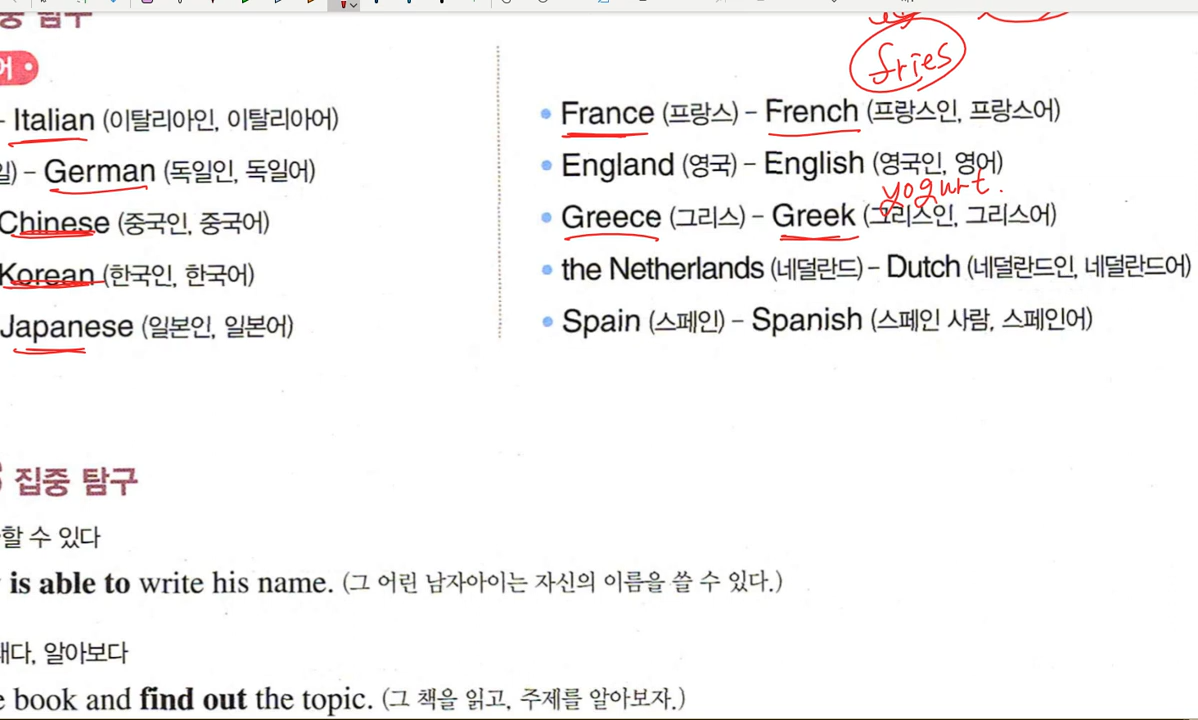 집중 탐구
어
fries
- Italian (이탈리아인, 이탈리아어)
일) – German (독일인, 독일어)
Chinese (중국인, 중국어)
Korean (한국인, 한국어)
Japanese (일본인, 일본어)
• France (프랑스) – French (프랑스인, 프랑스어)
• England (영국) – English (영국인, 영어)
yogurt.
• Greece (그리스) – Greek (그리스인, 그리스어)
• the Netherlands (네덜란드) – Dutch (네덜란드인, 네덜란드어)
• Spain (스페인) – Spanish (스페인 사람, 스페인어)
집중 탐구
할 수 있다
is able to write his name. (그 어린 남자아이는 자신의 이름을 쓸 수 있다.)
내다, 알아보다
e book and find out the topic. (그 책을 읽고, 주제를 알아보자.)